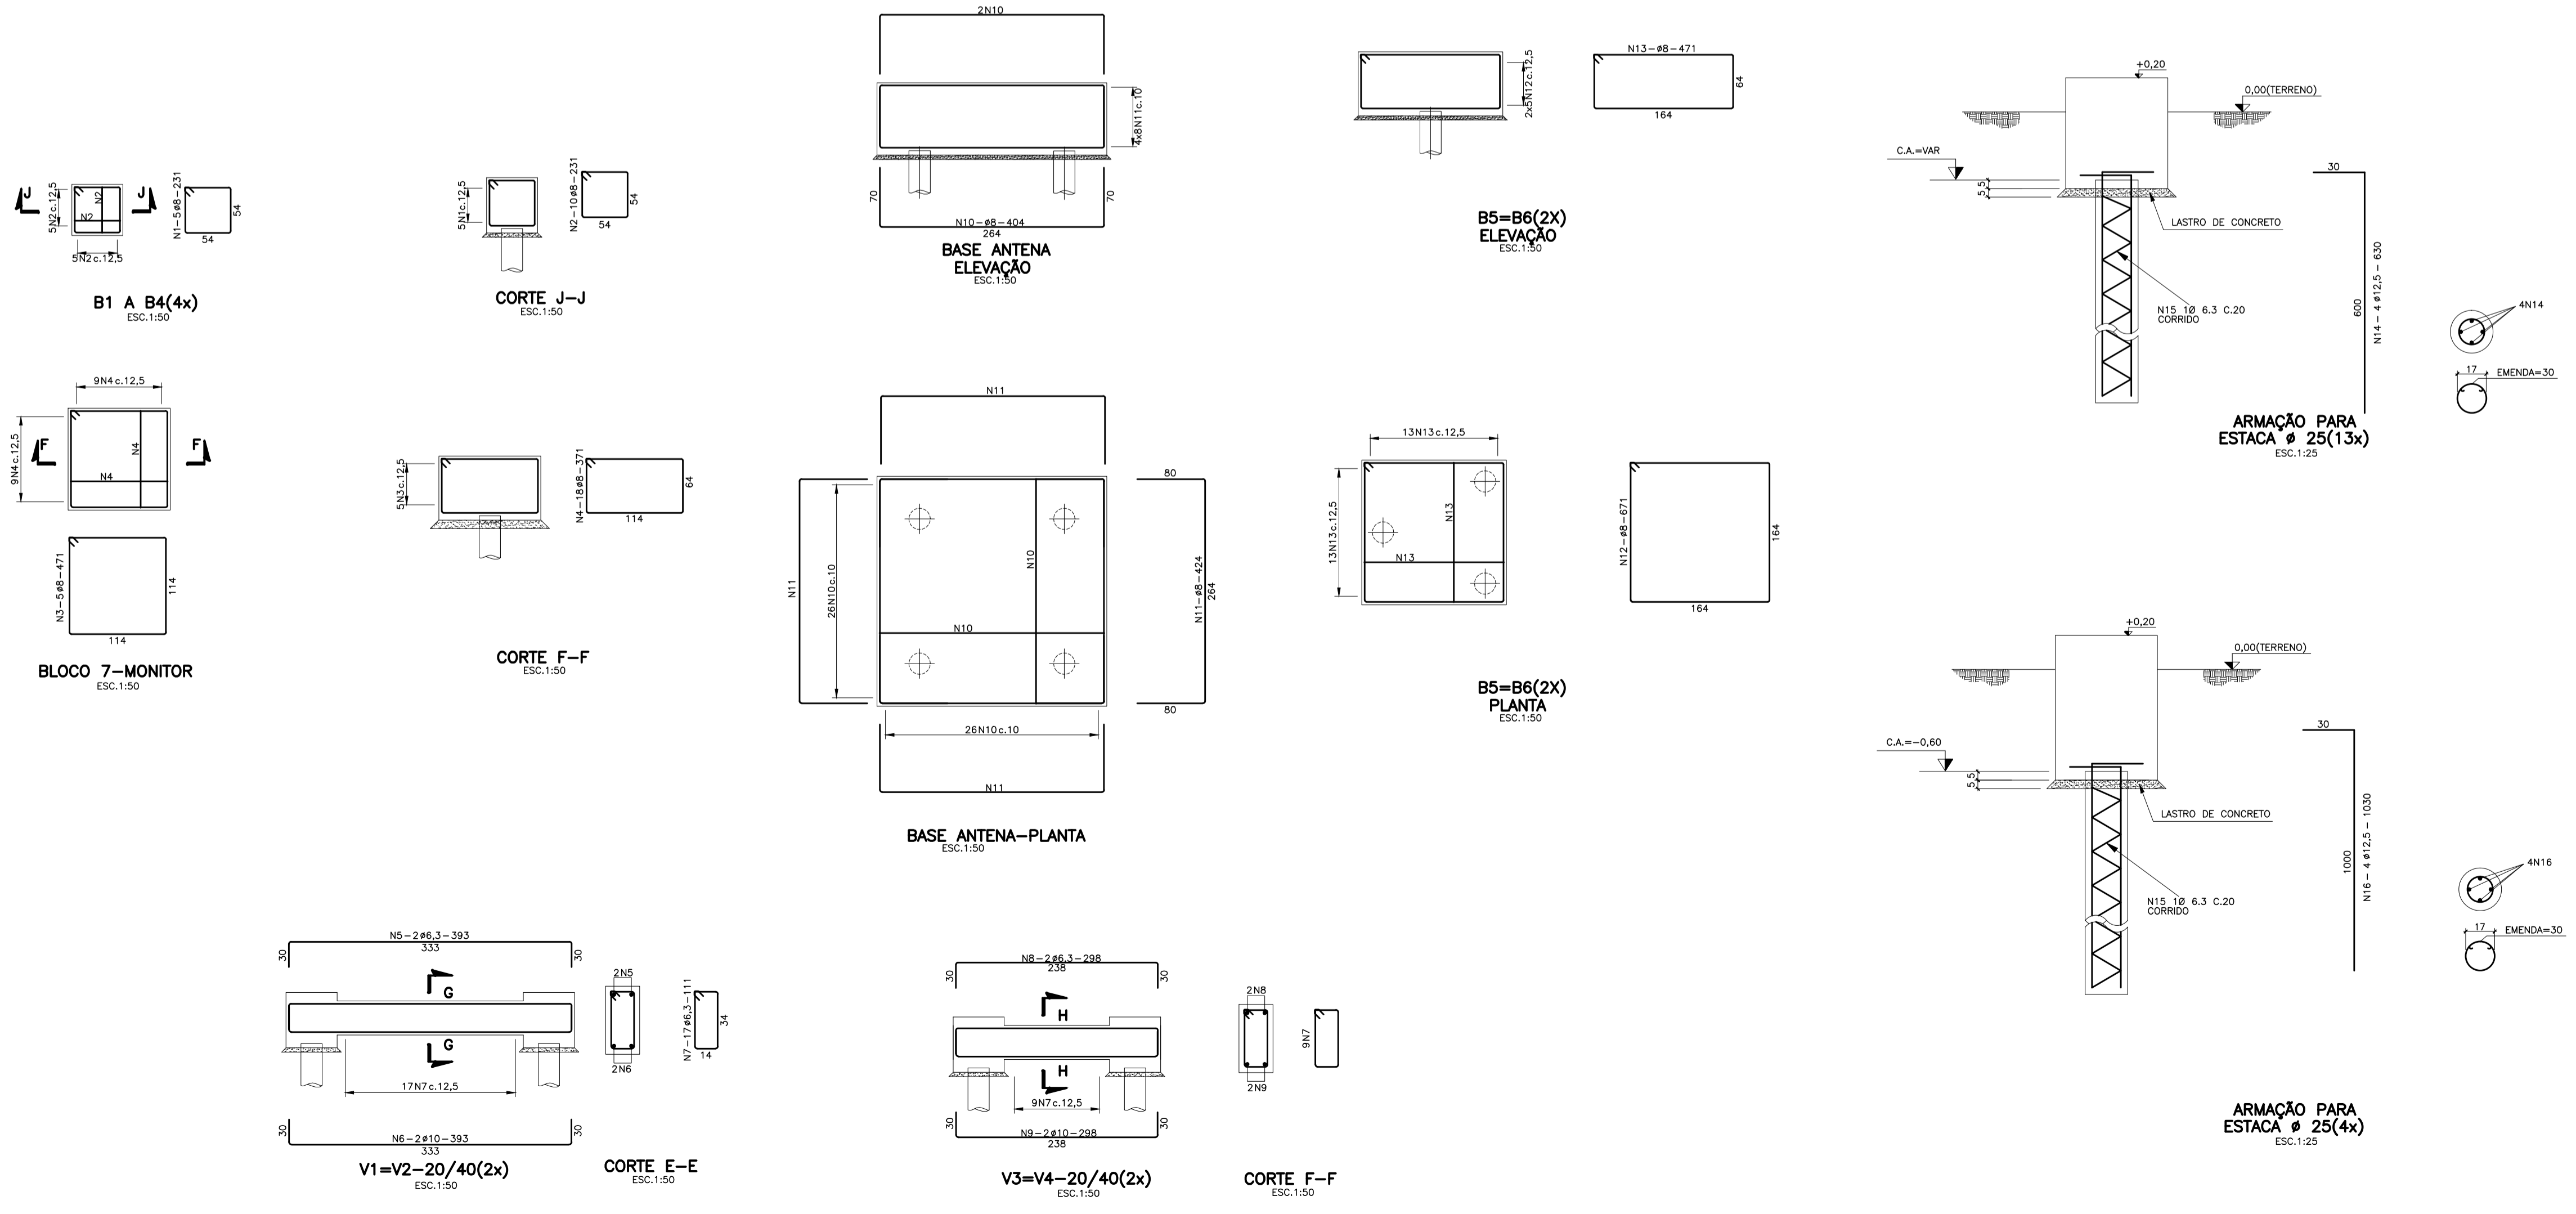 J
J
5N2c.12,5
N2
N2
5N2c.12,5
N1-5ø8-231
54
54
B1 A B4(4x)
ESC.1:50
5N1c.12,5
N2-10ø8-231
54
54
CORTE J-J
ESC.1:50
2N10
4x8N11c.10
70
70
N10-ø8-404
264
BASE ANTENA
ELEVAÇÃO
ESC.1:50
2x5N12c.12,5
N13-ø8-471
64
164
B5=B6(2X)
ELEVAÇÃO
ESC.1:50
+0,20
0,00(TERRENO)
C.A.=VAR
5
5
LASTRO DE CONCRETO
N15 1Ø 6.3 C.20
CORRIDO
30
600
N14- 4 ø12,5 - 630
4N14
17
EMENDA=30
ARMAÇÃO PARA
ESTACA ø 25(13x)
ESC.1:25
9N4c.12,5
9N4c.12,5
F
F
N4
N4
N3-5ø8-471
114
114
BLOCO 7-MONITOR
ESC.1:50
5N3c.12,5
N4-18ø8-371
64
114
CORTE F-F
ESC.1:50
N11
N11
26N10c.10
N10
N10
80
N11-ø8-424
264
80
26N10c.10
N11
BASE ANTENA-PLANTA
ESC.1:50
13N13c.12,5
13N13c.12,5
N13
N13
N12-ø8-671
164
164
B5=B6(2X)
PLANTA
ESC.1:50
+0,20
0,00(TERRENO)
C.A.=-0,60
5
5
LASTRO DE CONCRETO
N15 1Ø 6.3 C.20
CORRIDO
30
1000
N16- 4 ø12,5 - 1030
4N16
17
EMENDA=30
ARMAÇÃO PARA
ESTACA ø 25(4x)
ESC.1:25
N5-2ø6,3-393
333
30
30
G
G
17N7c.12,5
30
30
N6-2ø10-393
333
V1=V2-20/40(2x)
ESC.1:50
2N5
2N6
N7-17ø6,3-111
34
14
CORTE E-E
ESC.1:50
N8-2ø6,3-298
238
30
30
H
H
9N7c.12,5
30
30
N9-2ø10-298
238
V3=V4-20/40(2x)
ESC.1:50
2N8
2N9
9N7
CORTE F-F
ESC.1:50